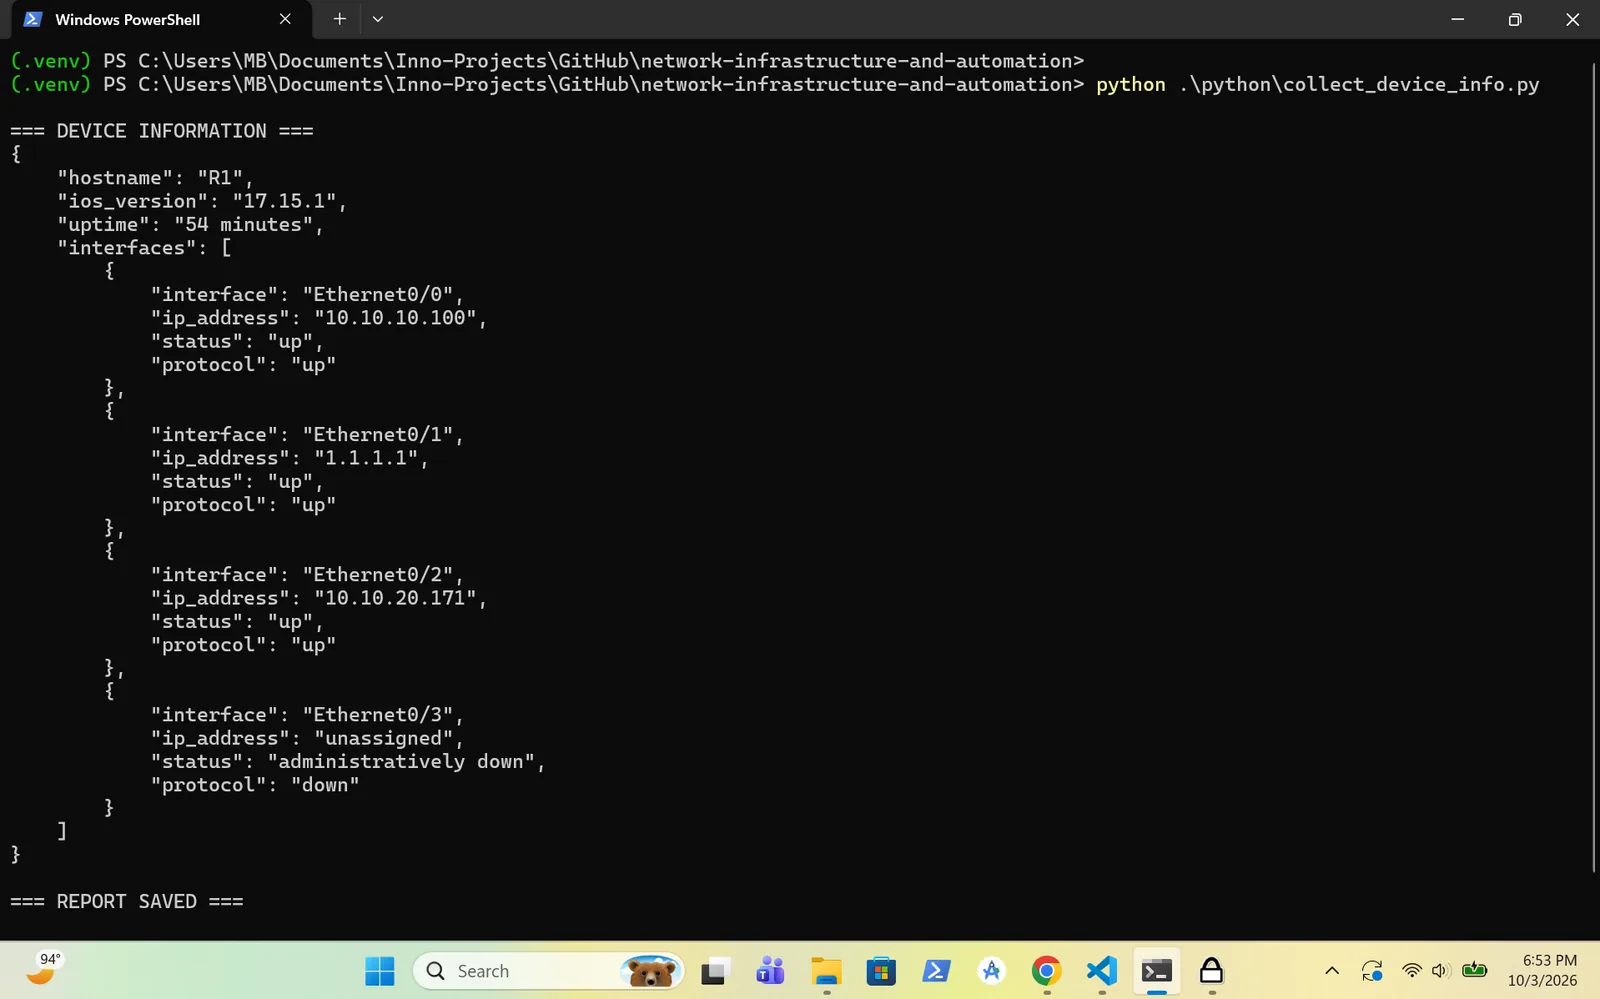 Windows PowerShell
(.venv) PS C:\Users\MB\Documents\Inno-Projects\GitHub\network-infrastructure-and-automation>
(.venv) PS C:\Users\MB\Documents\Inno-Projects\GitHub\network-infrastructure-and-automation> python .\python\collect_device_info.py

=== DEVICE INFORMATION ===
{
    "hostname": "R1",
    "ios_version": "17.15.1",
    "uptime": "54 minutes",
    "interfaces": [
        {
            "interface": "Ethernet0/0",
            "ip_address": "10.10.10.100",
            "status": "up",
            "protocol": "up"
        },
        {
            "interface": "Ethernet0/1",
            "ip_address": "1.1.1.1",
            "status": "up",
            "protocol": "up"
        },
        {
            "interface": "Ethernet0/2",
            "ip_address": "10.10.20.171",
            "status": "up",
            "protocol": "up"
        },
        {
            "interface": "Ethernet0/3",
            "ip_address": "unassigned",
            "status": "administratively down",
            "protocol": "down"
        }
    ]
}

=== REPORT SAVED ===
94°
Search
6:53 PM
10/3/2026